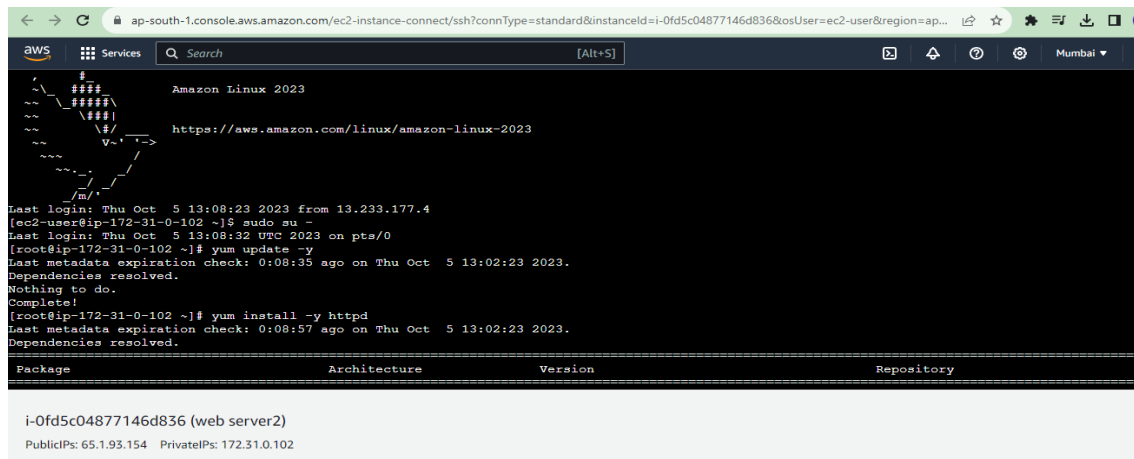 ap-south-1.console.aws.amazon.com/ec2-instance-connect/ssh?connType=standard&instanceId=i-0fd5c04877146d836&osUser=ec2-user&region=ap...
aws Services Search [Alt+S] Mumbai ▼
   ,     #_
   ~\_  ####_        Amazon Linux 2023
  ~~  \_#####\
  ~~     \###|
  ~~       \#/ ___   https://aws.amazon.com/linux/amazon-linux-2023
   ~~       V~' '->
    ~~~         /
      ~~._.   _/
         _/ _/
       _/m/'
Last login: Thu Oct  5 13:08:23 2023 from 13.233.177.4
[ec2-user@ip-172-31-0-102 ~]$ sudo su -
Last login: Thu Oct  5 13:08:32 UTC 2023 on pts/0
[root@ip-172-31-0-102 ~]# yum update -y
Last metadata expiration check: 0:08:35 ago on Thu Oct  5 13:02:23 2023.
Dependencies resolved.
Nothing to do.
Complete!
[root@ip-172-31-0-102 ~]# yum install -y httpd
Last metadata expiration check: 0:08:57 ago on Thu Oct  5 13:02:23 2023.
Dependencies resolved.
Package Architecture Version Repository
i-0fd5c04877146d836 (web server2)
PublicIPs: 65.1.93.154 PrivateIPs: 172.31.0.102